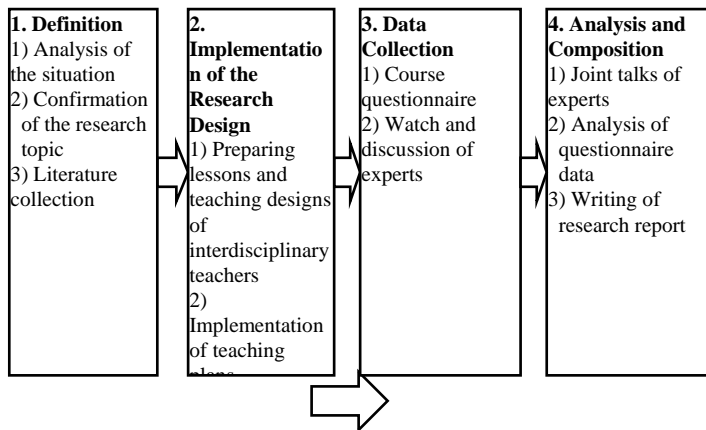 1. Definition
1) Analysis of
the situation
2) Confirmation
of the research
topic
3) Literature
collection
2.
Implementatio
n of the
Research
Design
1) Preparing
lessons and
teaching designs
of
interdisciplinary
teachers
2)
Implementation
of teaching
plans
3. Data
Collection
1) Course
questionnaire
2) Watch and
discussion of
experts
4. Analysis and
Composition
1) Joint talks of
experts
2) Analysis of
questionnaire
data
3) Writing of
research report